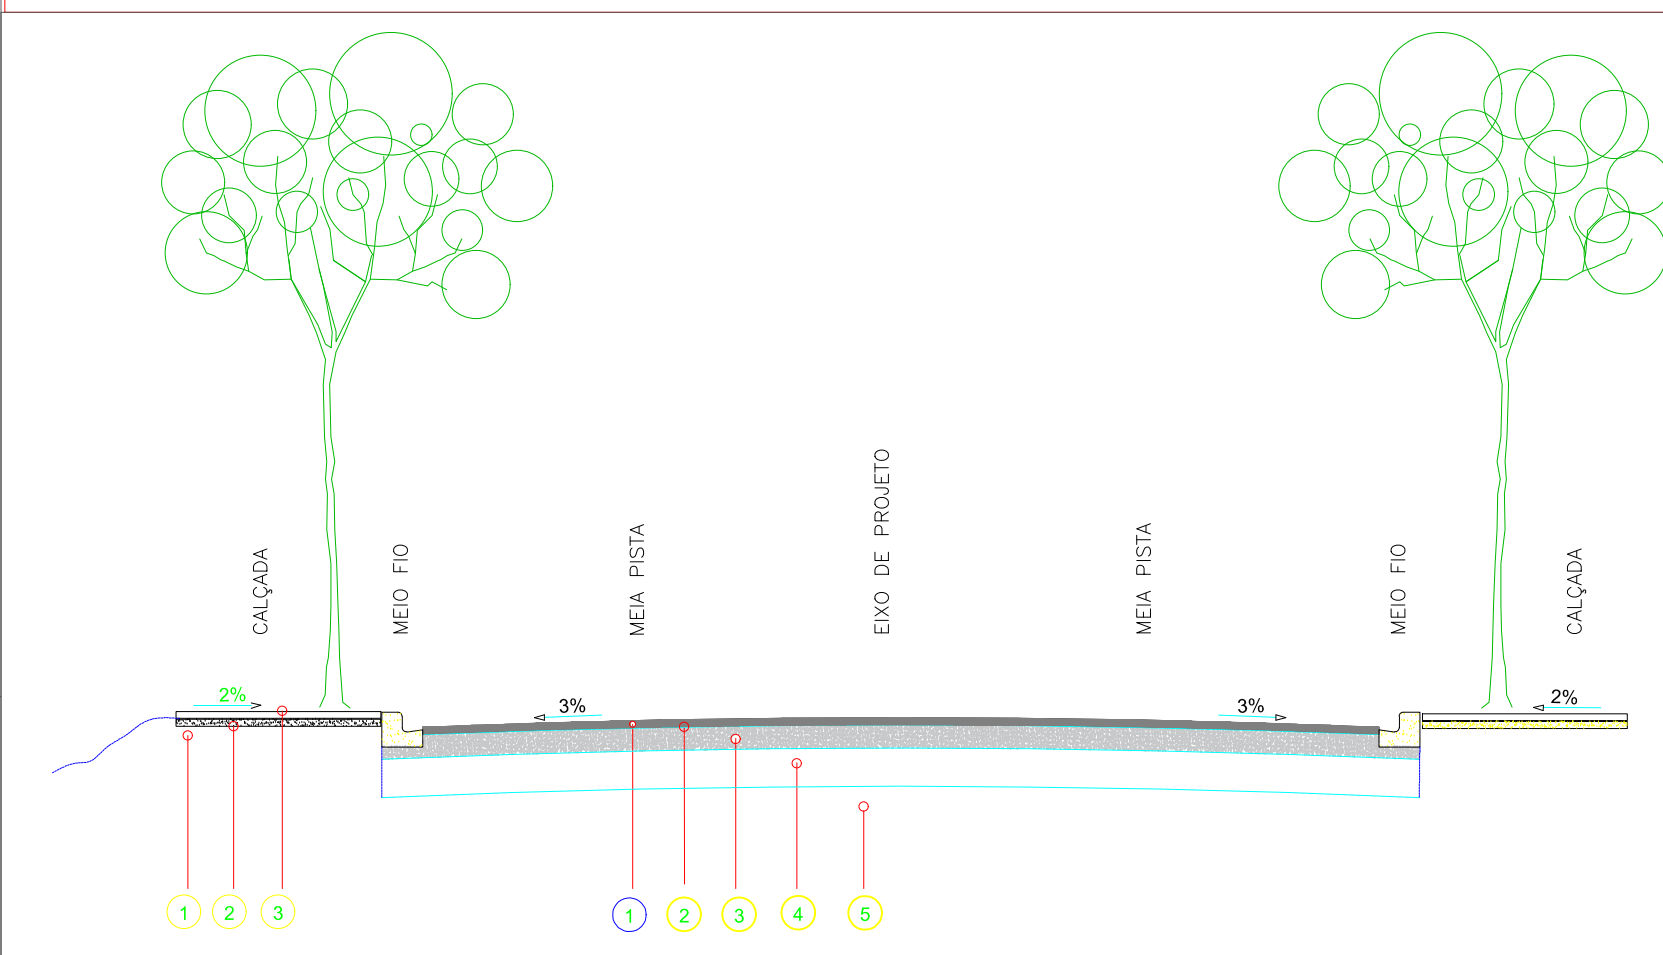 CALÇADA
MEIO FIO
MEIA PISTA
EIXO DE PROJETO
MEIA PISTA
MEIO FIO
CALÇADA
2%
3%
3%
2%
1
2
3
1
2
3
4
5